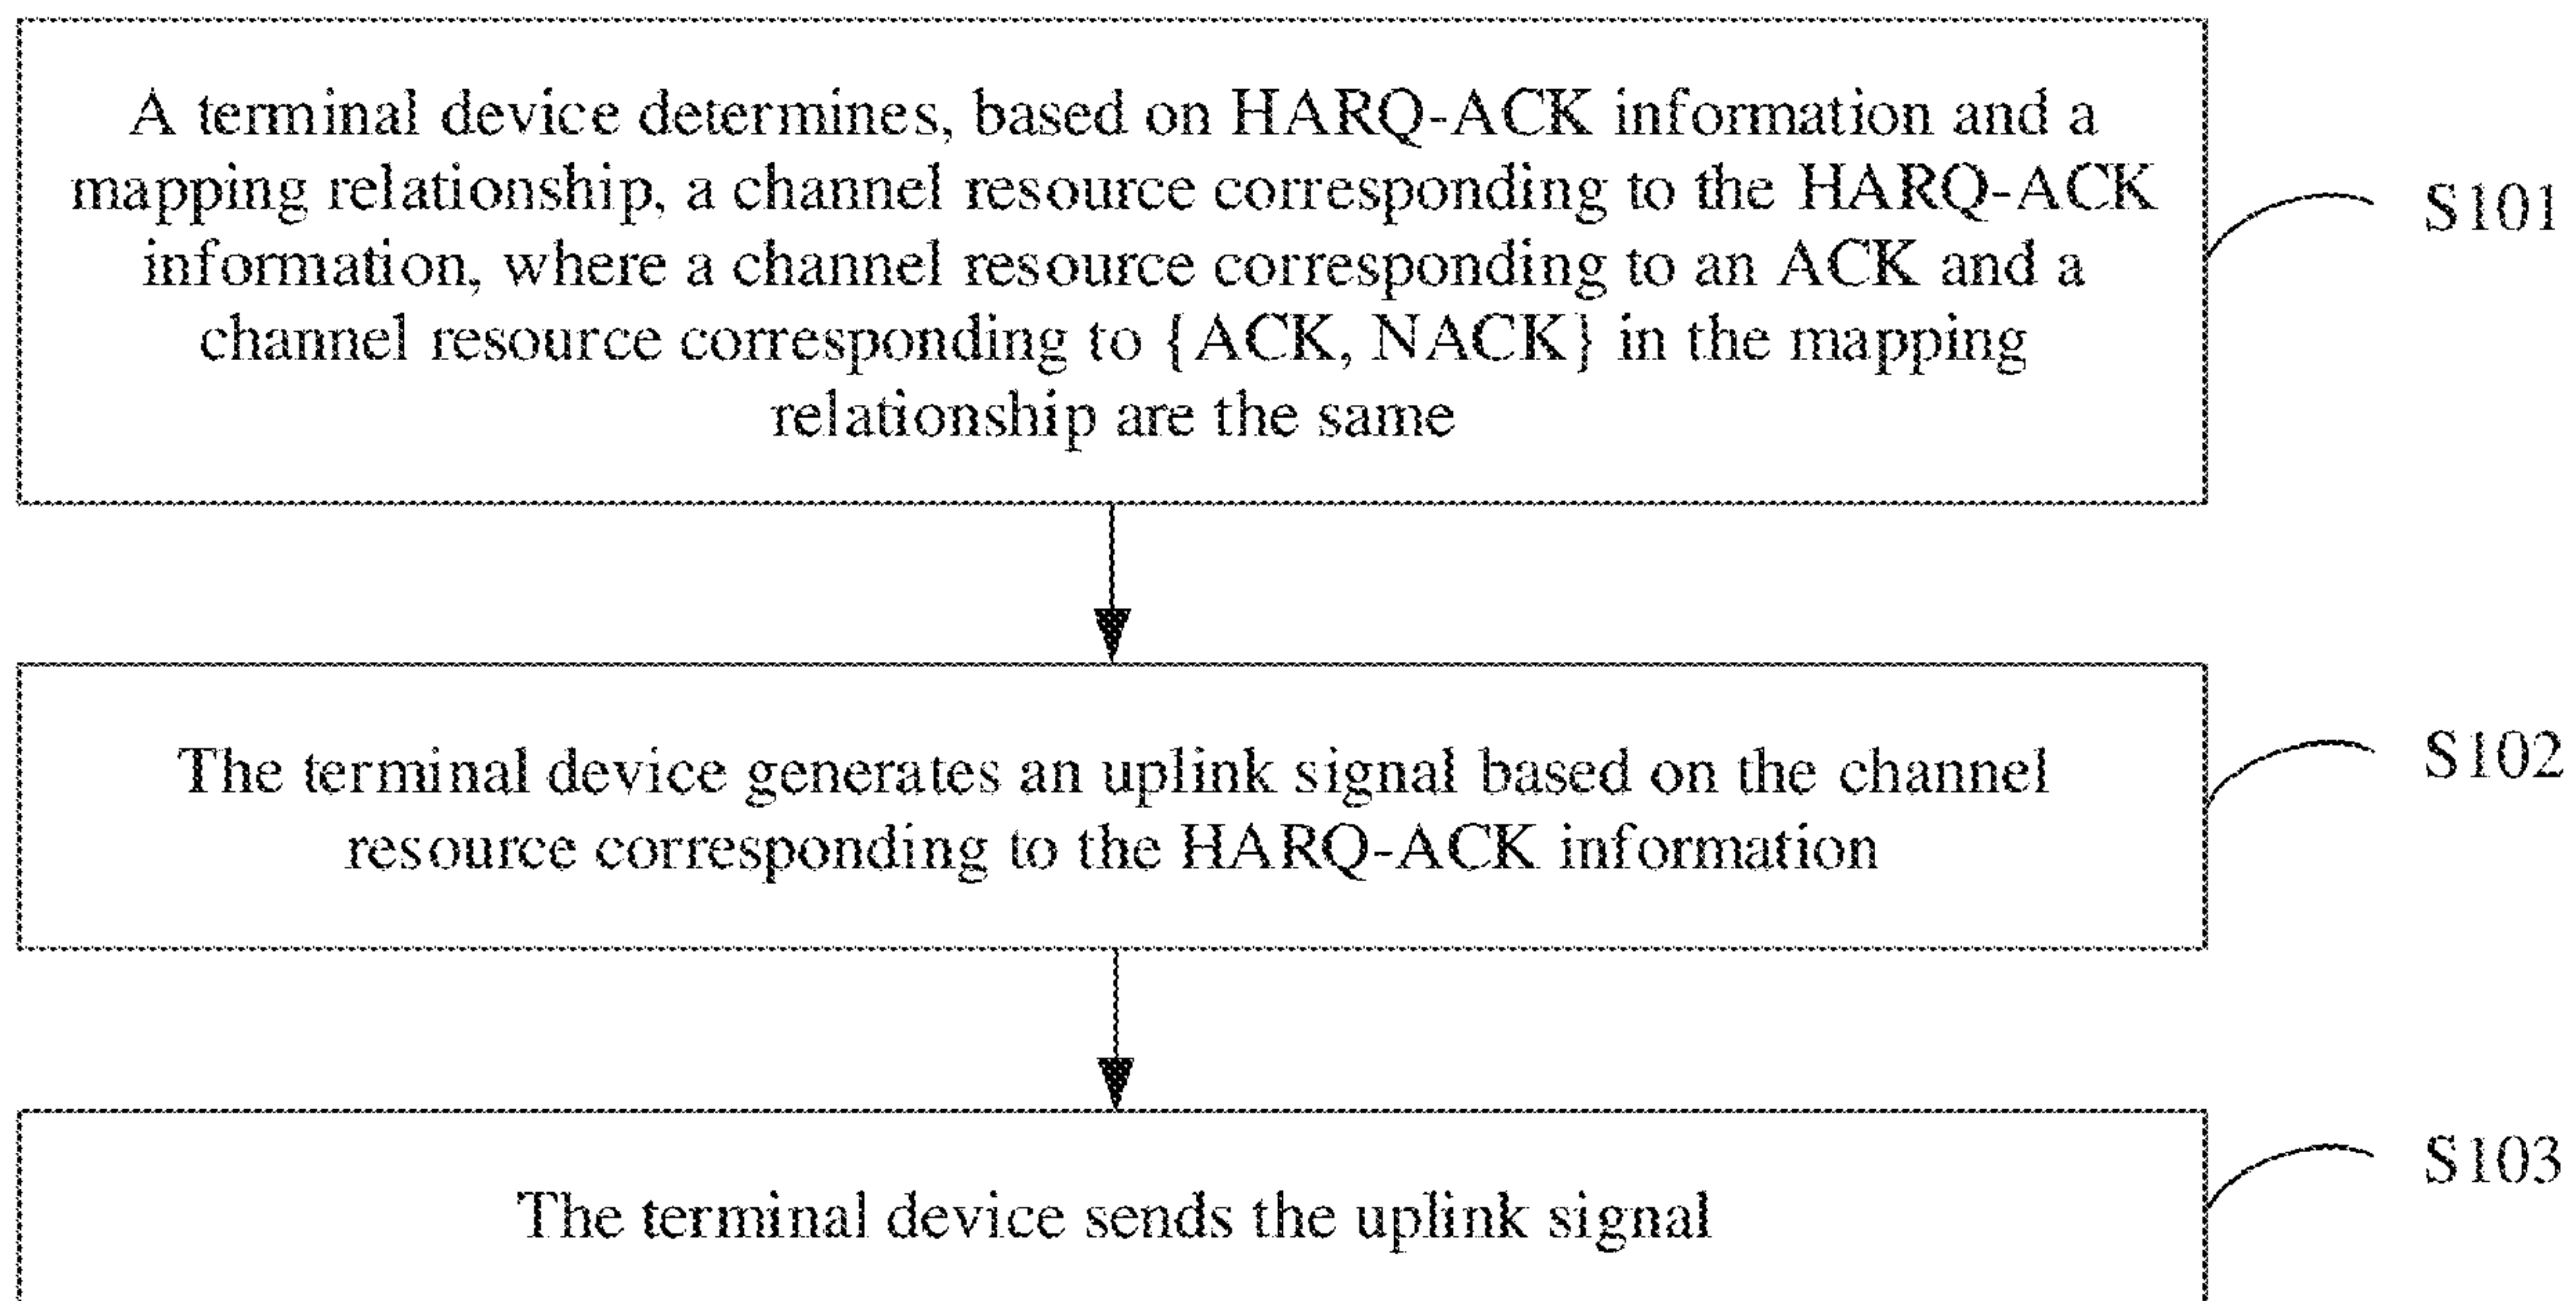 A terminal device determines, based on HARQ-ACK information and a
mapping relationship, a channel resource corresponding to the HARQ-ACK
information, where a channel resource corresponding to an ACK and a
channel resource corresponding to {ACK, NACK} in the mapping
relationship are the same
S101
The terminal device generates an uplink signal based on the channel
resource corresponding to the HARQ-ACK information
S102
The terminal device sends the uplink signal
S103